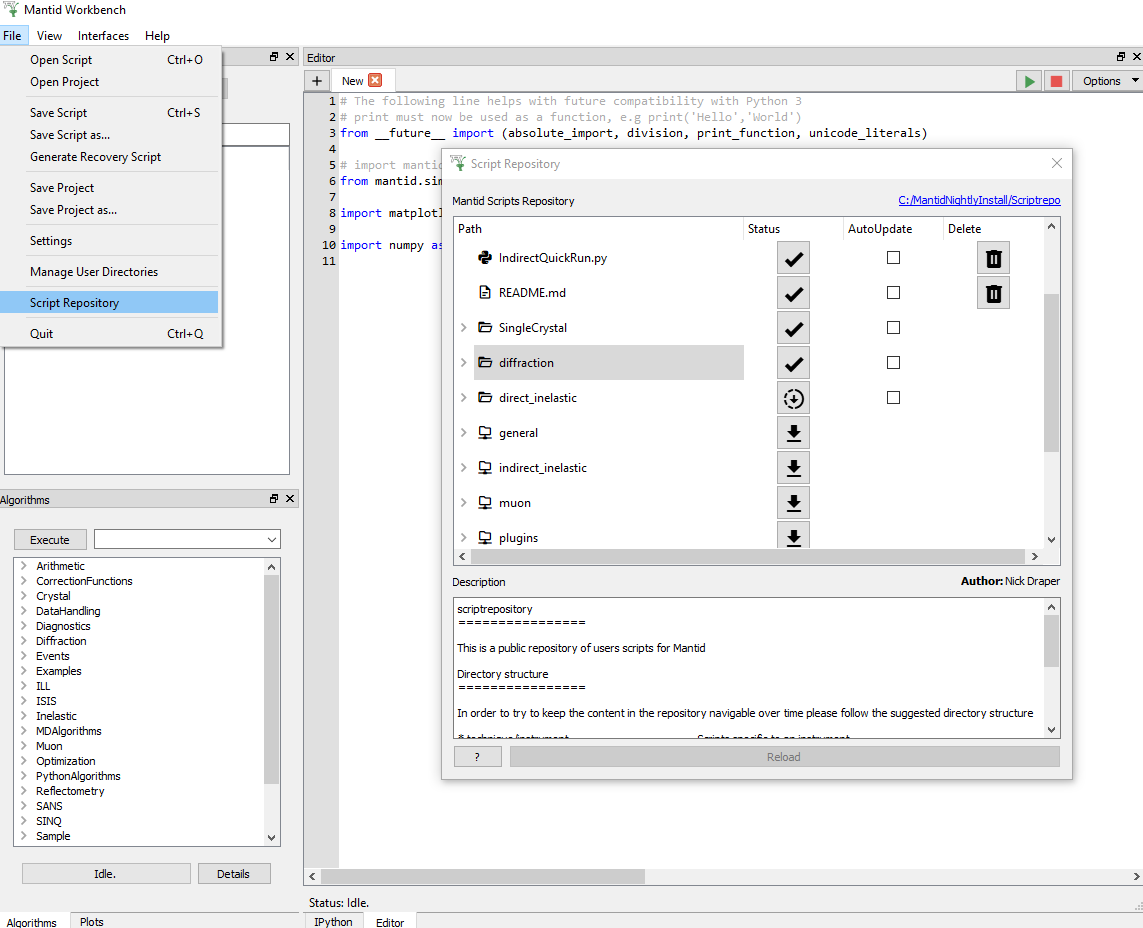 Mantid Workbench
File View Interfaces Help
Open Script Ctrl+O
Open Project
Save Script Ctrl+S
Save Script as...
Generate Recovery Script
Save Project
Save Project as...
Settings
Manage User Directories
Script Repository
Quit Ctrl+Q
Algorithms
Execute
Arithmetic
CorrectionFunctions
Crystal
DataHandling
Diagnostics
Diffraction
Events
Examples
ILL
ISIS
Inelastic
MDAlgorithms
Muon
Optimization
PythonAlgorithms
Reflectometry
SANS
SINQ
Sample
Idle. Details
Algorithms Plots
Editor
+ New Options
1 # The following line helps with future compatibility with Python 3
2 # print must now be used as a function, e.g print('Hello','World')
3 from __future__ import (absolute_import, division, print_function, unicode_literals)
4
5 # import mantid
6 from mantid.sim
7
8 import matplotl
9
10 import numpy as
11
Script Repository
Mantid Scripts Repository C:/MantidNightlyInstall/Scriptrepo
Path Status AutoUpdate Delete
IndirectQuickRun.py
README.md
SingleCrystal
diffraction
direct_inelastic
general
indirect_inelastic
muon
plugins
Description Author: Nick Draper
scriptrepository
================
This is a public repository of users scripts for Mantid
Directory structure
================
In order to try to keep the content in the repository navigable over time please follow the suggested directory structure
* technique/instrument Scripts specific to an instrument
? Reload
Status: Idle.
IPython Editor